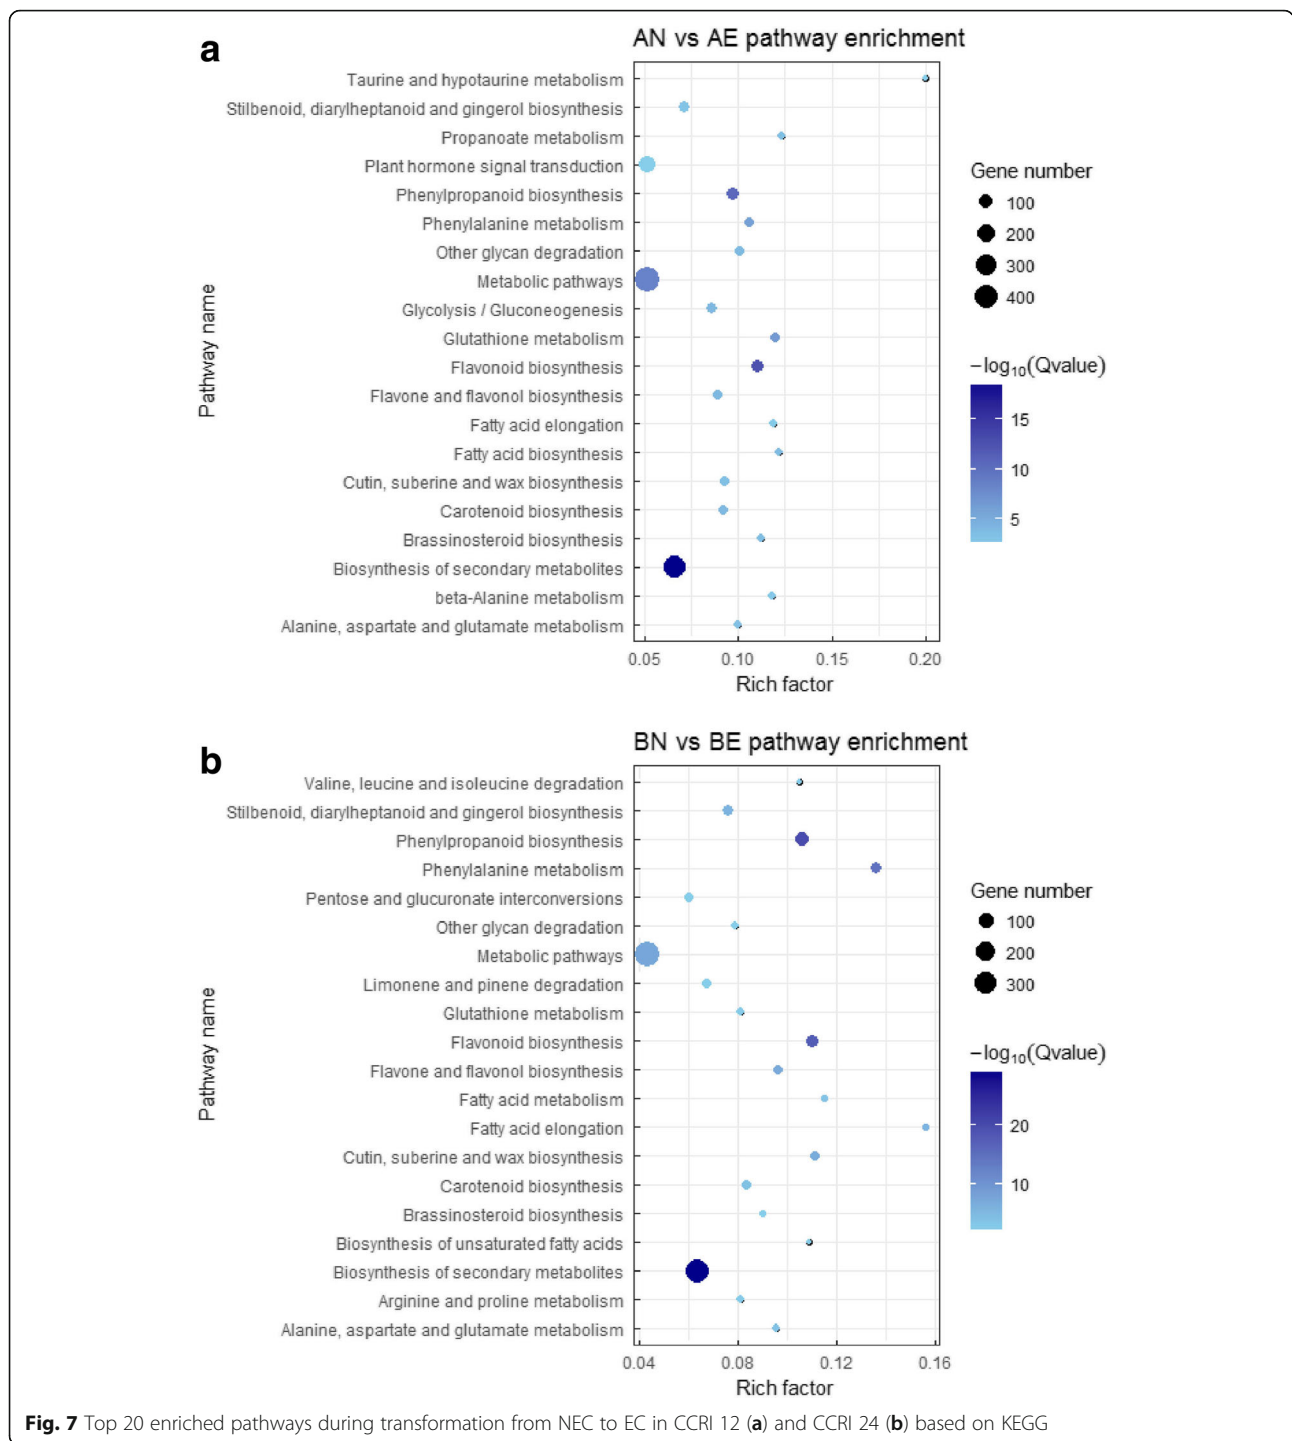 a
AN vs AE pathway enrichment
Taurine and hypotaurine metabolism
Stilbenoid, diarylheptanoid and gingerol biosynthesis
Propanoate metabolism
Plant hormone signal transduction
Phenylpropanoid biosynthesis
Phenylalanine metabolism
Other glycan degradation
Metabolic pathways
Glycolysis / Gluconeogenesis
Glutathione metabolism
Flavonoid biosynthesis
Flavone and flavonol biosynthesis
Fatty acid elongation
Fatty acid biosynthesis
Cutin, suberine and wax biosynthesis
Carotenoid biosynthesis
Brassinosteroid biosynthesis
Biosynthesis of secondary metabolites
beta-Alanine metabolism
Alanine, aspartate and glutamate metabolism
Pathway name
0.05 0.10 0.15 0.20
Rich factor
Gene number
100
200
300
400
−log₁₀(Qvalue)
15
10
5
b
BN vs BE pathway enrichment
Valine, leucine and isoleucine degradation
Stilbenoid, diarylheptanoid and gingerol biosynthesis
Phenylpropanoid biosynthesis
Phenylalanine metabolism
Pentose and glucuronate interconversions
Other glycan degradation
Metabolic pathways
Limonene and pinene degradation
Glutathione metabolism
Flavonoid biosynthesis
Flavone and flavonol biosynthesis
Fatty acid metabolism
Fatty acid elongation
Cutin, suberine and wax biosynthesis
Carotenoid biosynthesis
Brassinosteroid biosynthesis
Biosynthesis of unsaturated fatty acids
Biosynthesis of secondary metabolites
Arginine and proline metabolism
Alanine, aspartate and glutamate metabolism
Pathway name
0.04 0.08 0.12 0.16
Rich factor
Gene number
100
200
300
−log₁₀(Qvalue)
20
10
Fig. 7 Top 20 enriched pathways during transformation from NEC to EC in CCRI 12 (a) and CCRI 24 (b) based on KEGG